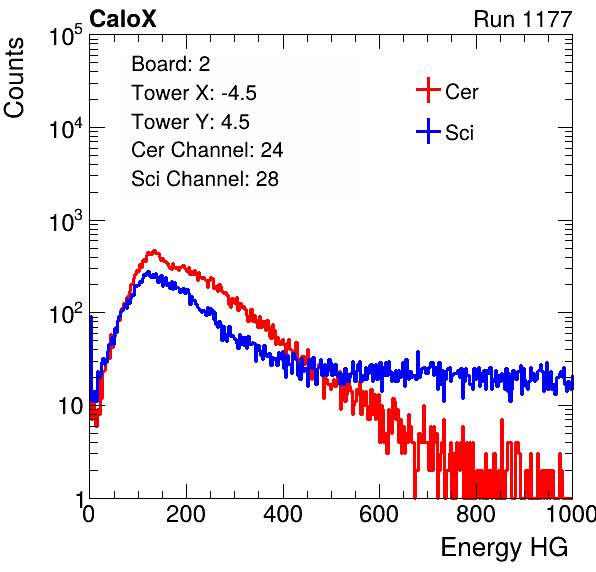 CaloX Run 1177
Counts
Board: 2
Tower X: -4.5
Tower Y: 4.5
Cer Channel: 24
Sci Channel: 28
Cer
Sci
10^5
10^4
10^3
10^2
10
1
0 200 400 600 800 1000
Energy HG